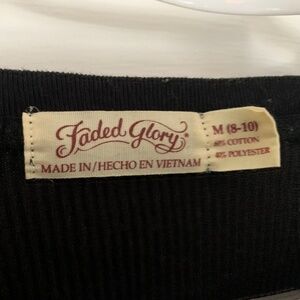 Faded Glory
MADE IN/HECHO EN VIETNAM
M (8-10)
60% COTTON
40% POLYESTER